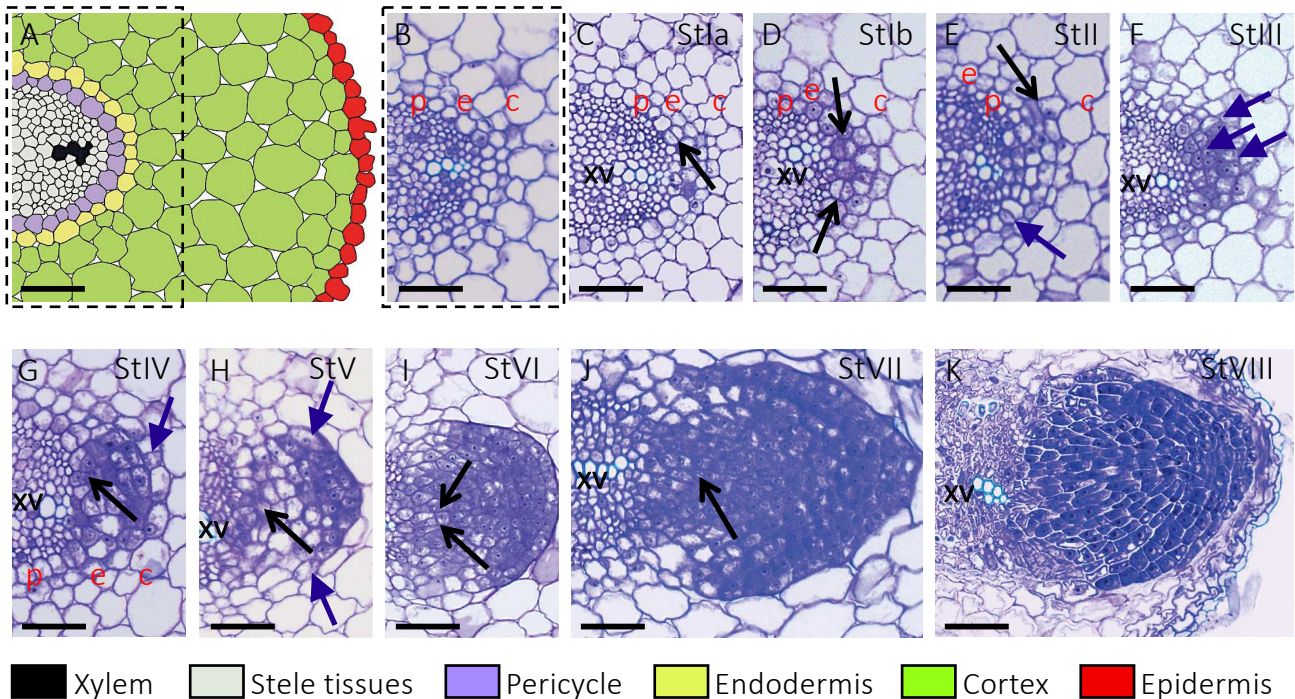 A
B
p e c
C StIa
p e c
xv
D StIb
p e c
xv
E StII
e
p c
F StIII
xv
G StIV
xv
p e c
H StV
xv
I StVI
J StVII
xv
K StVIII
xv
Xylem Stele tissues Pericycle Endodermis Cortex Epidermis